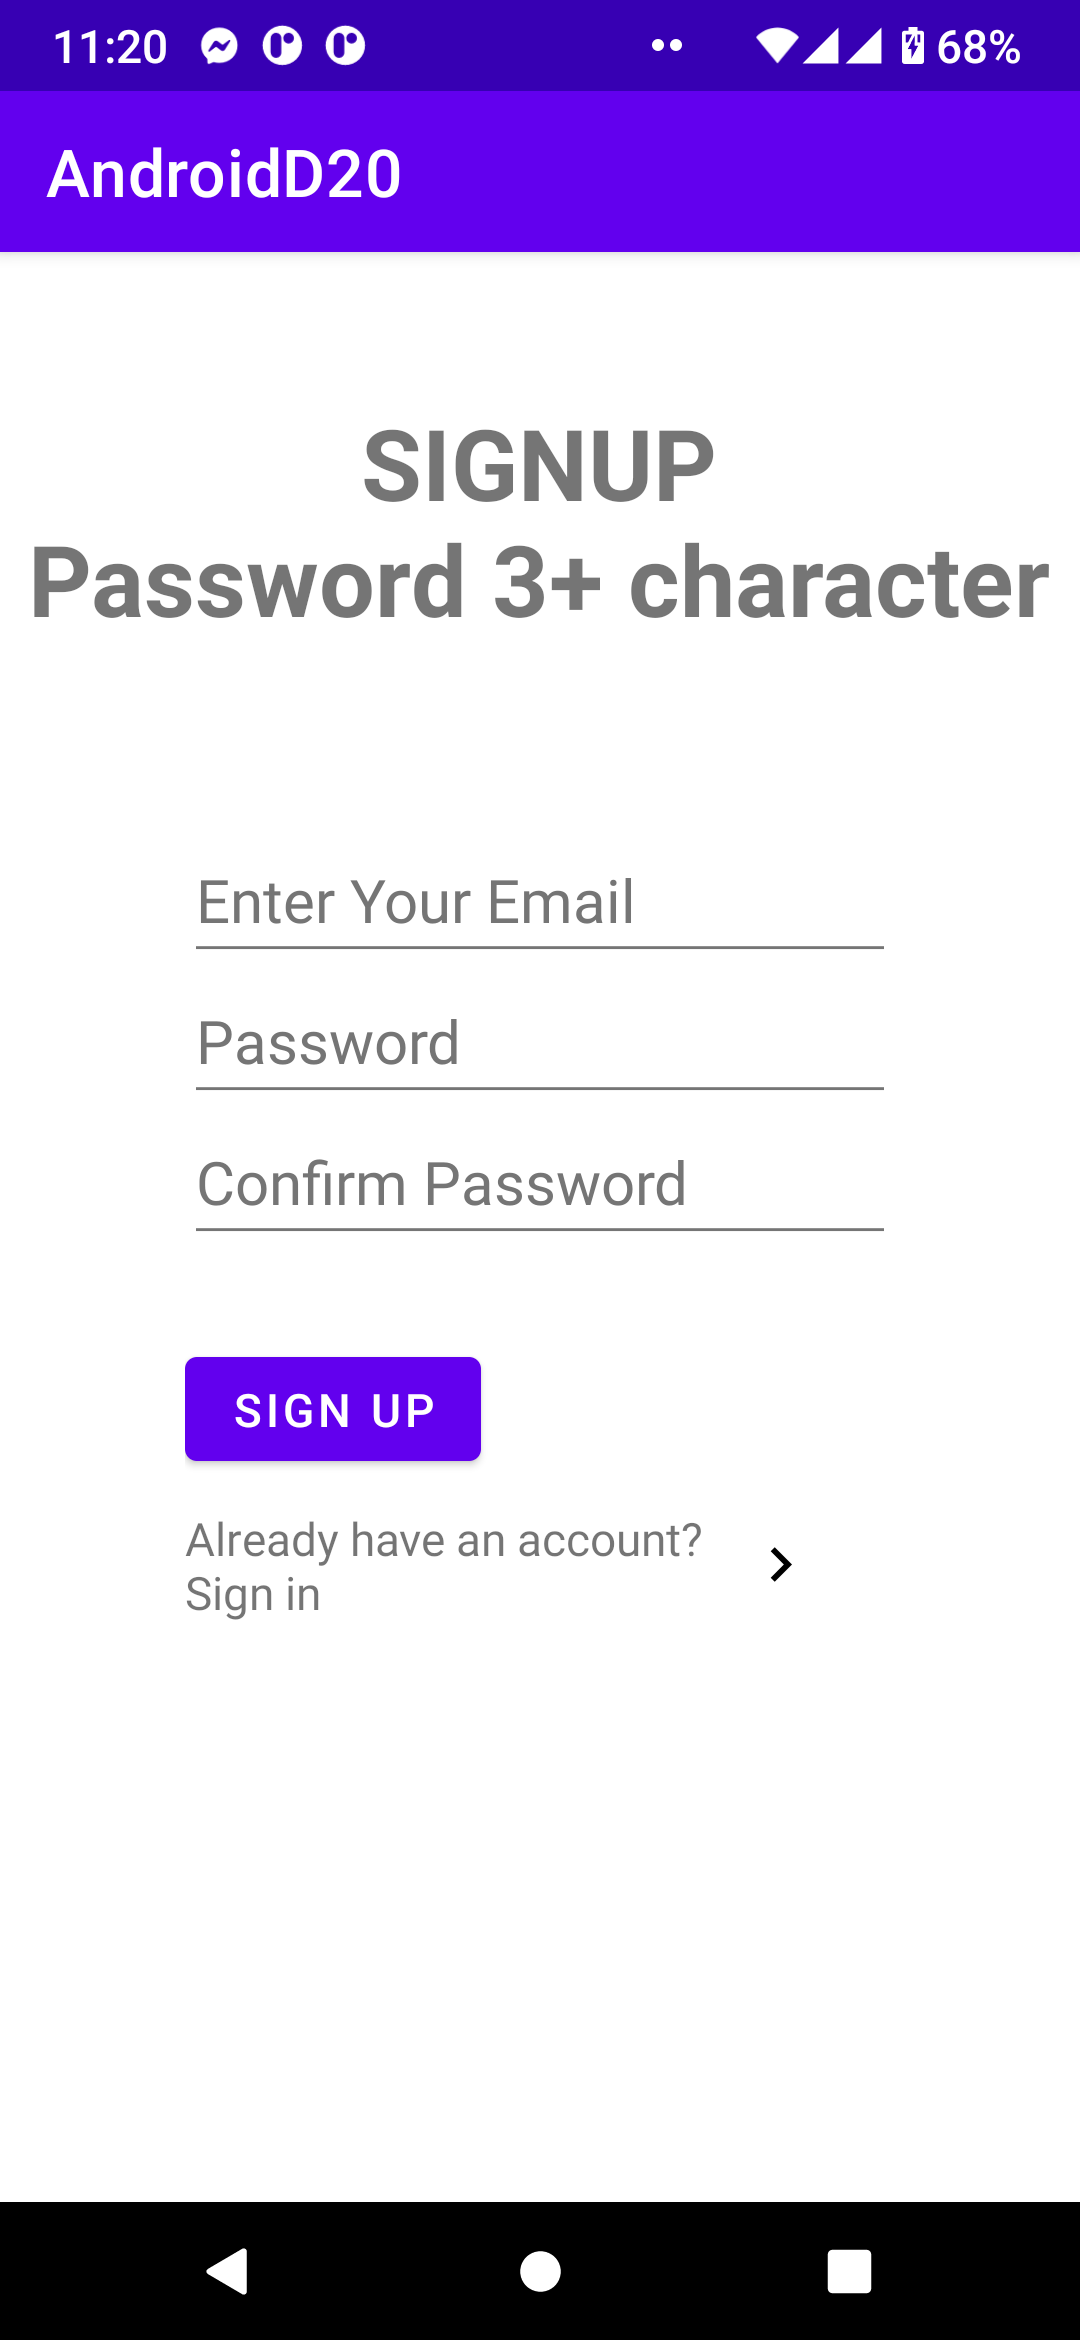 11:20 68%
AndroidD20
SIGNUP
Password 3+ character
Enter Your Email
Password
Confirm Password
SIGN UP
Already have an account?
Sign in